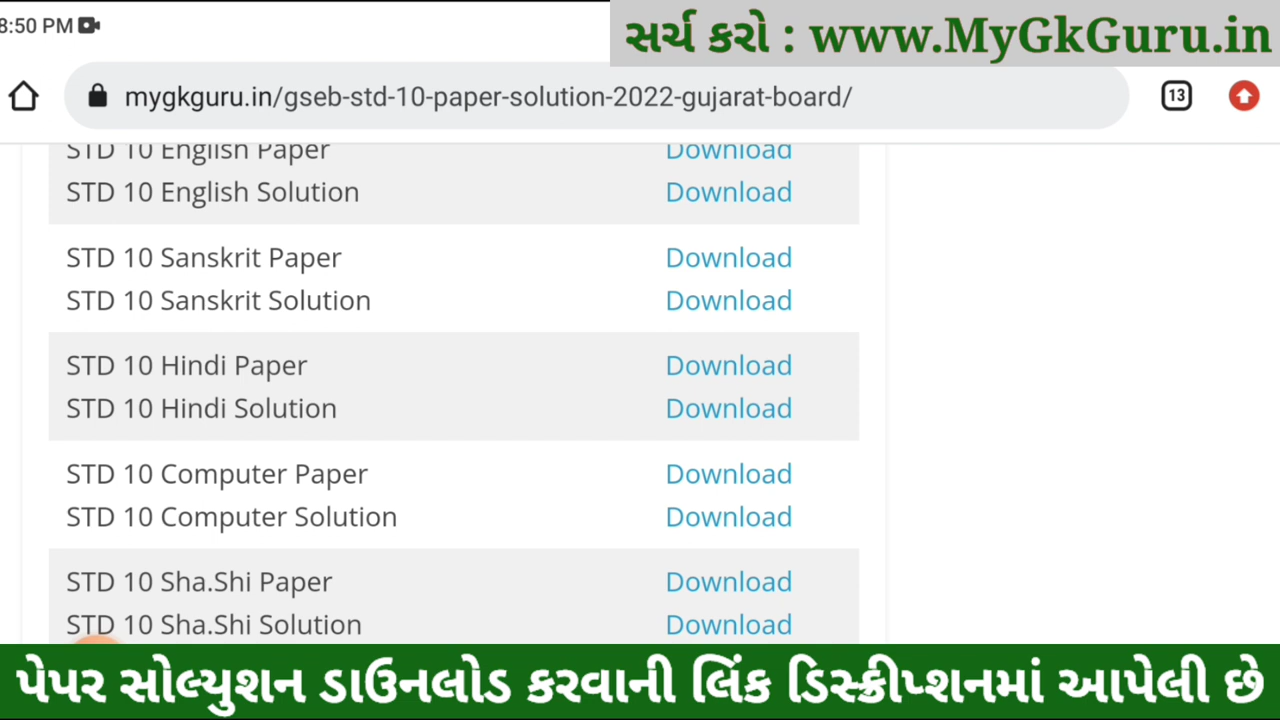 8:50 PM
સર્ચ કરો : www.MyGkGuru.in
mygkguru.in/gseb-std-10-paper-solution-2022-gujarat-board/
13
STD 10 English Paper Download
STD 10 English Solution Download
STD 10 Sanskrit Paper Download
STD 10 Sanskrit Solution Download
STD 10 Hindi Paper Download
STD 10 Hindi Solution Download
STD 10 Computer Paper Download
STD 10 Computer Solution Download
STD 10 Sha.Shi Paper Download
STD 10 Sha.Shi Solution Download
પેપર સોલ્યુશન ડાઉનલોડ કરવાની લિંક ડિસ્ક્રીપ્શનમાં આપેલી છે